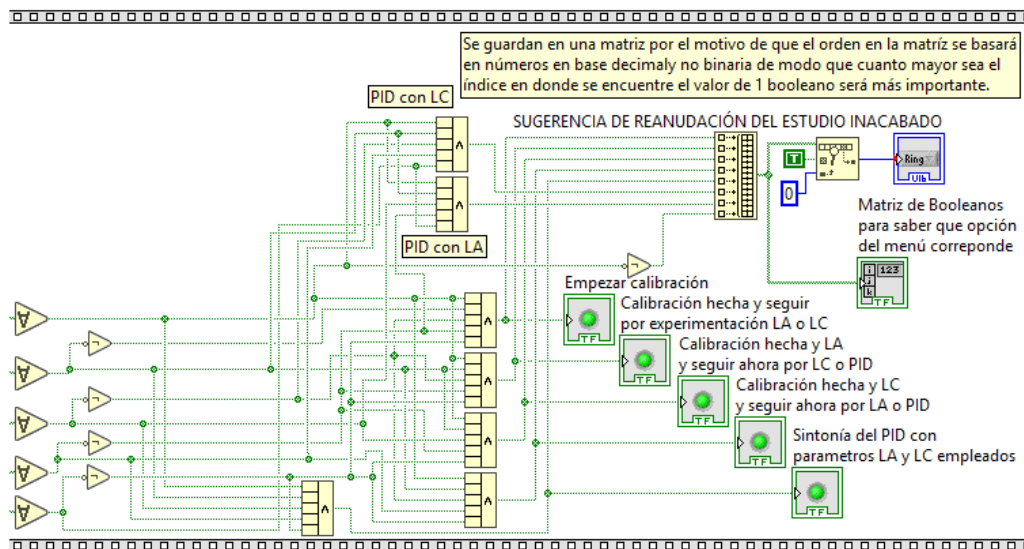 Se guardan en una matriz por el motivo de que el orden en la matríz se basará
en números en base decimaly no binaria de modo que cuanto mayor sea el
índice en donde se encuentre el valor de 1 booleano será más importante.
PID con LC
SUGERENCIA DE REANUDACIÓN DEL ESTUDIO INACABADO
T
0
Ring
Matriz de Booleanos
para saber que opción
del menú correponde
i
j
k
123
TF
PID con LA
Empezar calibración
TF
Calibración hecha y seguir
por experimentación LA o LC
TF
Calibración hecha y LA
y seguir ahora por LC o PID
TF
Calibración hecha y LC
y seguir ahora por LA o PID
TF
Sintonía del PID con
parametros LA y LC empleados
TF